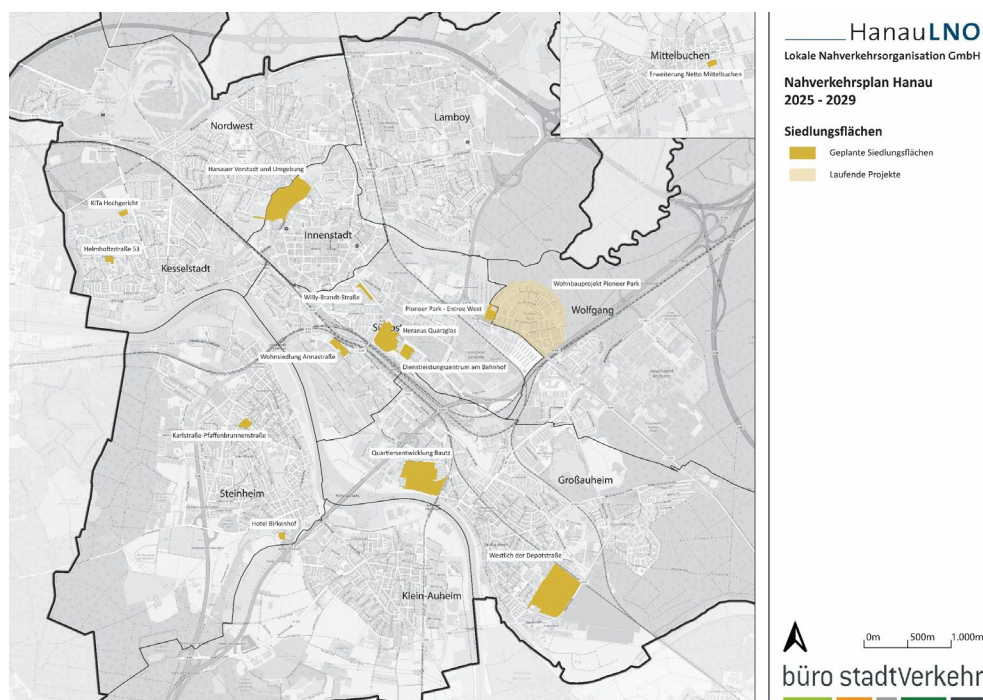 Mittelbuchen
Erweiterung Netto Mittelbuchen
Nordwest
Lamboy
Hanauer Vorstadt und Umgebung
KiTa Hochgericht
Innenstadt
Helmholtzstraße 53
Kesselstadt
Willy-Brandt-Straße
Wohnbauprojekt Pioneer Park
Pioneer Park - Entree West
Wolfgang
Heraeus Quarzglas
Wohnsiedlung Annastraße
Dienstleistungszentrum am Bahnhof
Karlstraße-Pfaffenbrunnenstraße
Quartiersentwicklung Bautz
Steinheim
Großauheim
Hotel Birkenhof
Westlich der Depotstraße
Klein-Auheim
HanauLNO
Lokale Nahverkehrsorganisation GmbH
Nahverkehrsplan Hanau
2025 - 2029
Siedlungsflächen
Geplante Siedlungsflächen
Laufende Projekte
0m 500m 1.000m
büro stadtVerkehr